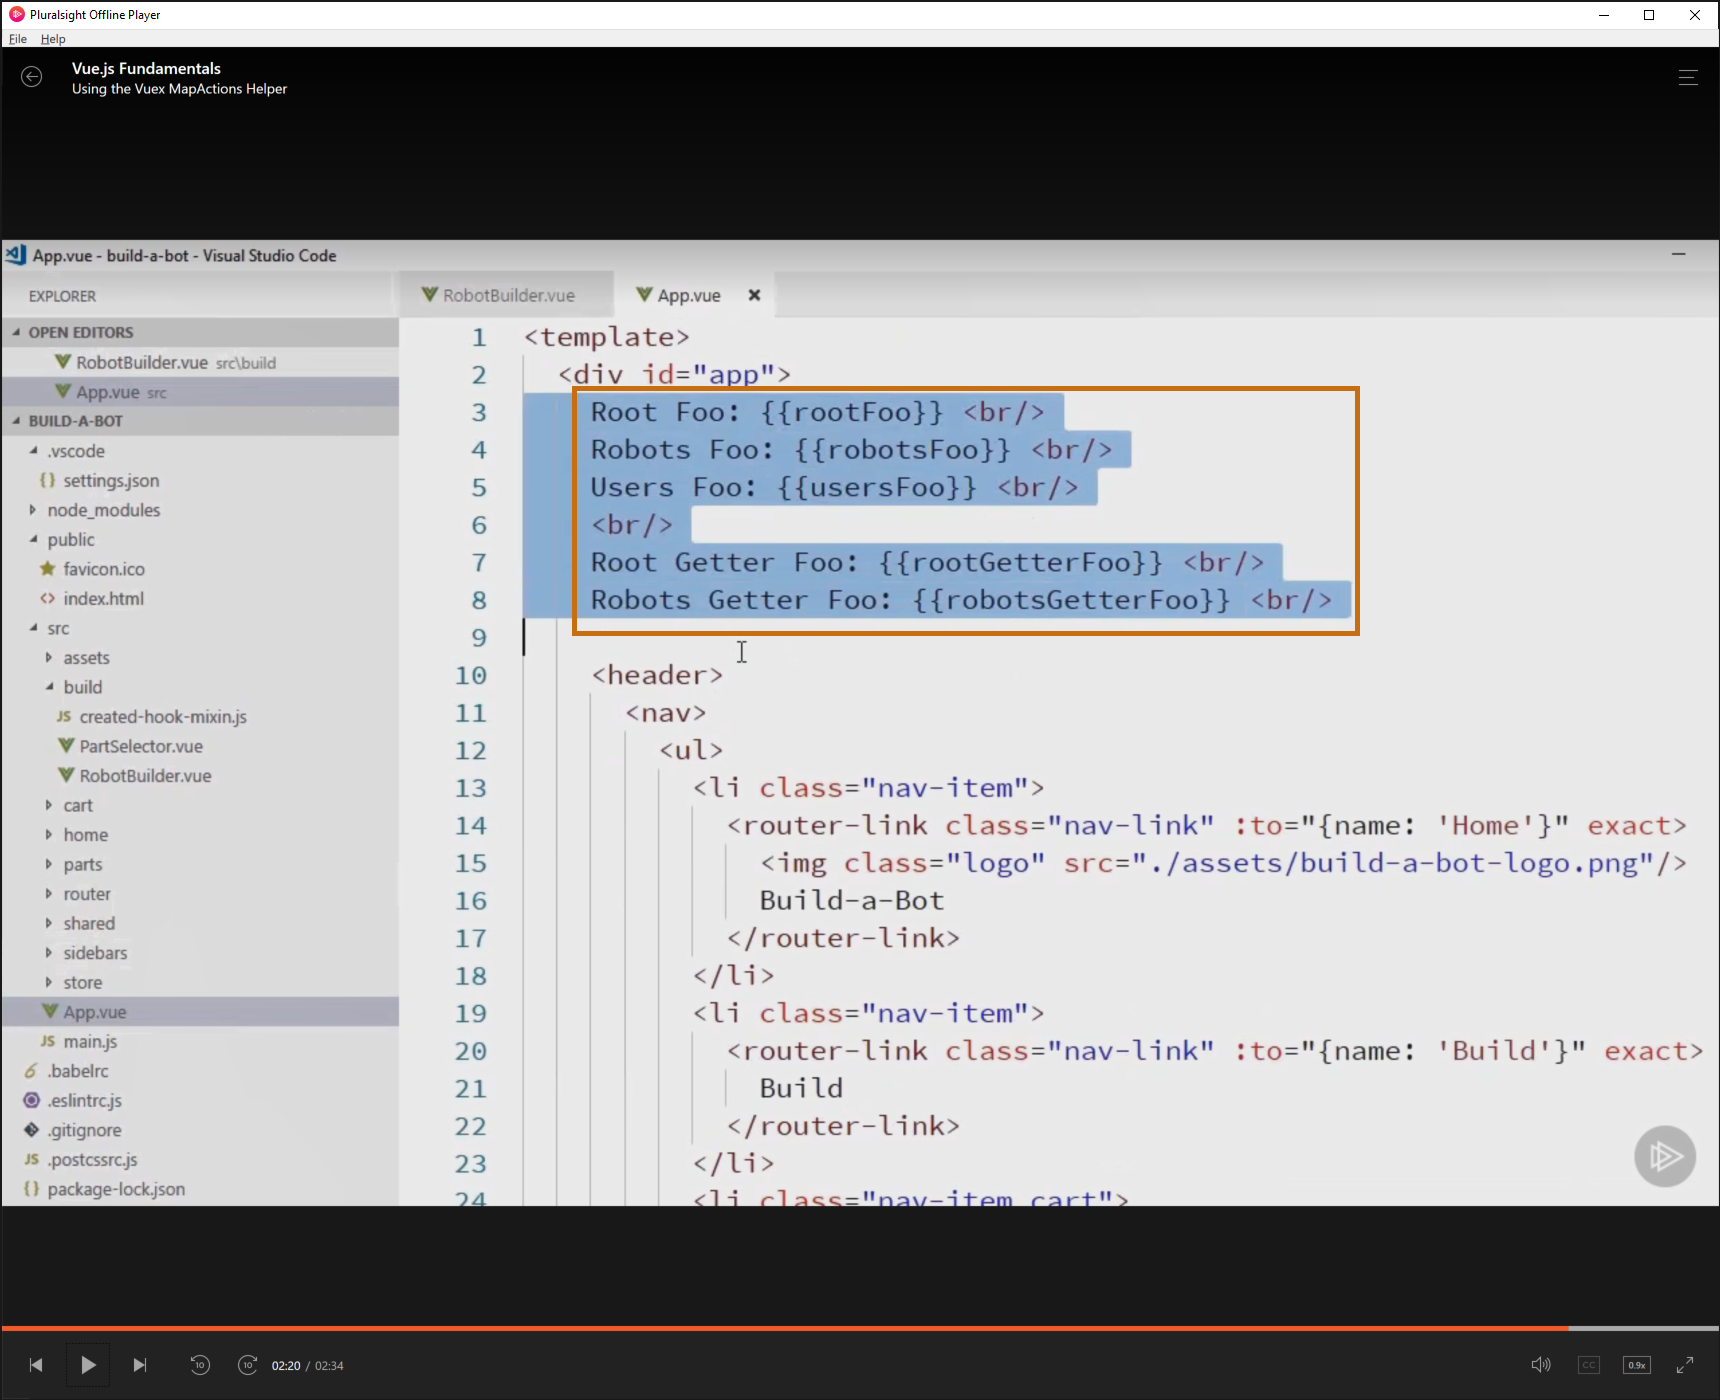 Pluralsight Offline Player
File Help
Vue.js Fundamentals
Using the Vuex MapActions Helper
App.vue - build-a-bot - Visual Studio Code
EXPLORER
OPEN EDITORS
RobotBuilder.vue src\build
App.vue src
BUILD-A-BOT
.vscode
{} settings.json
node_modules
public
favicon.ico
<> index.html
src
assets
build
JS created-hook-mixin.js
PartSelector.vue
RobotBuilder.vue
cart
home
parts
router
shared
sidebars
store
App.vue
JS main.js
6 .babelrc
.eslintrc.js
.gitignore
JS .postcssrc.js
{} package-lock.json
RobotBuilder.vue
App.vue
1 <template>
2 <div id="app">
3 Root Foo: {{rootFoo}} <br/>
4 Robots Foo: {{robotsFoo}} <br/>
5 Users Foo: {{usersFoo}} <br/>
6 <br/>
7 Root Getter Foo: {{rootGetterFoo}} <br/>
8 Robots Getter Foo: {{robotsGetterFoo}} <br/>
9
10 <header>
11 <nav>
12 <ul>
13 <li class="nav-item">
14 <router-link class="nav-link" :to="{name: 'Home'}" exact>
15 <img class="logo" src="./assets/build-a-bot-logo.png"/>
16 Build-a-Bot
17 </router-link>
18 </li>
19 <li class="nav-item">
20 <router-link class="nav-link" :to="{name: 'Build'}" exact>
21 Build
22 </router-link>
23 </li>
24 <li class="nav-item cart">
10
10
02:20 / 02:34
CC
0.9x